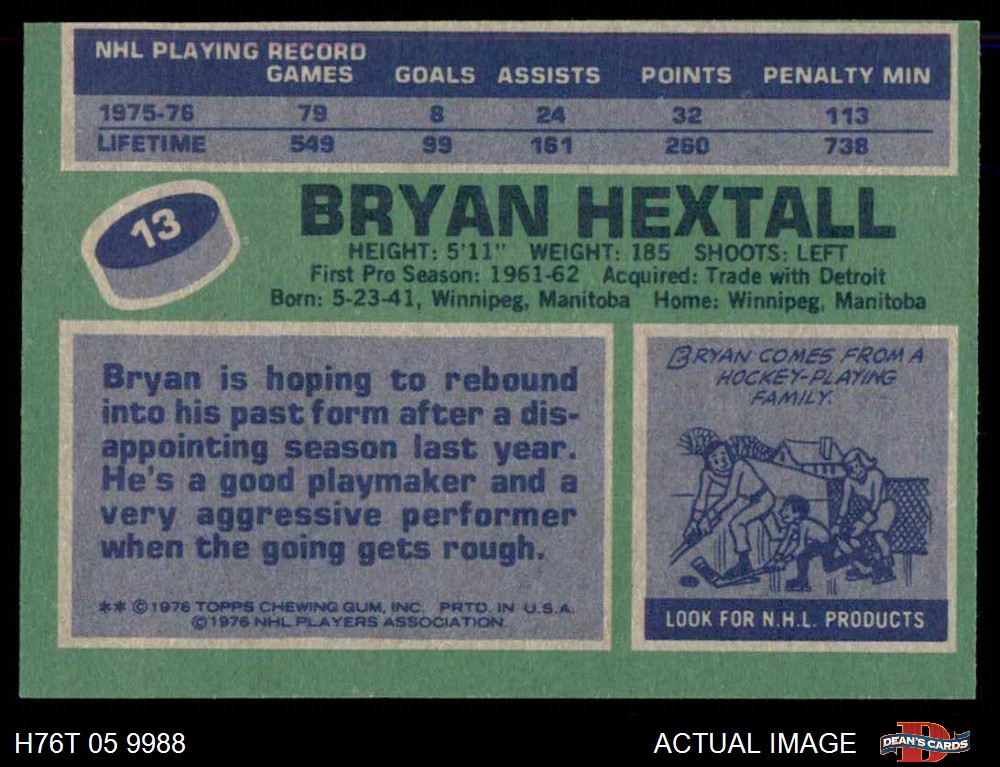 NHL PLAYING RECORD
GAMES GOALS ASSISTS POINTS PENALTY MIN
1975-76 79 8 24 32 113
LIFETIME 549 99 161 260 738
13
BRYAN HEXTALL
HEIGHT: 5'11" WEIGHT: 185 SHOOTS: LEFT
First Pro Season: 1961-62 Acquired: Trade with Detroit
Born: 5-23-41, Winnipeg, Manitoba Home: Winnipeg, Manitoba
Bryan is hoping to rebound
into his past form after a dis-
appointing season last year.
He's a good playmaker and a
very aggressive performer
when the going gets rough.
** ©1976 TOPPS CHEWING GUM, INC. PRTD. IN U.S.A.
©1976 NHL PLAYERS ASSOCIATION.
BRYAN COMES FROM A
HOCKEY-PLAYING
FAMILY.
LOOK FOR N.H.L. PRODUCTS
H76T 05 9988
ACTUAL IMAGE
D
DEAN'S CARDS